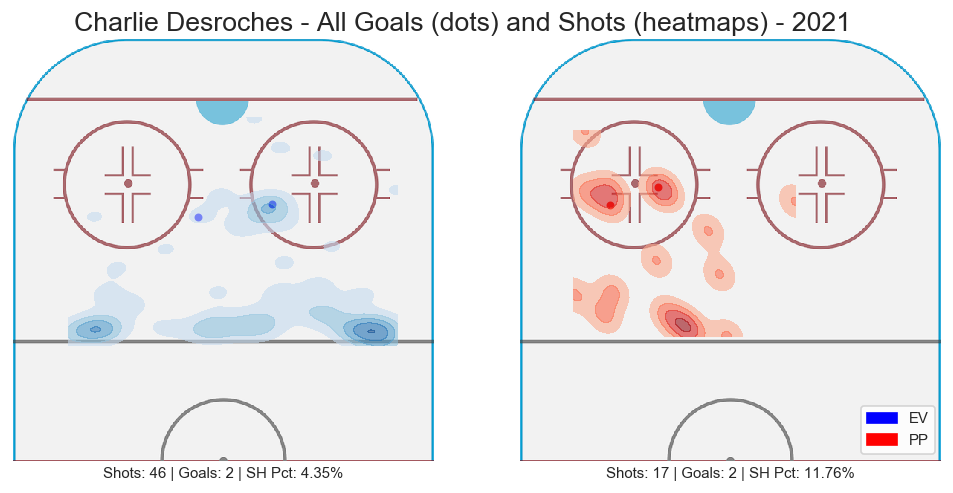 Charlie Desroches - All Goals (dots) and Shots (heatmaps) - 2021
EV
PP
Shots: 46 | Goals: 2 | SH Pct: 4.35%
Shots: 17 | Goals: 2 | SH Pct: 11.76%